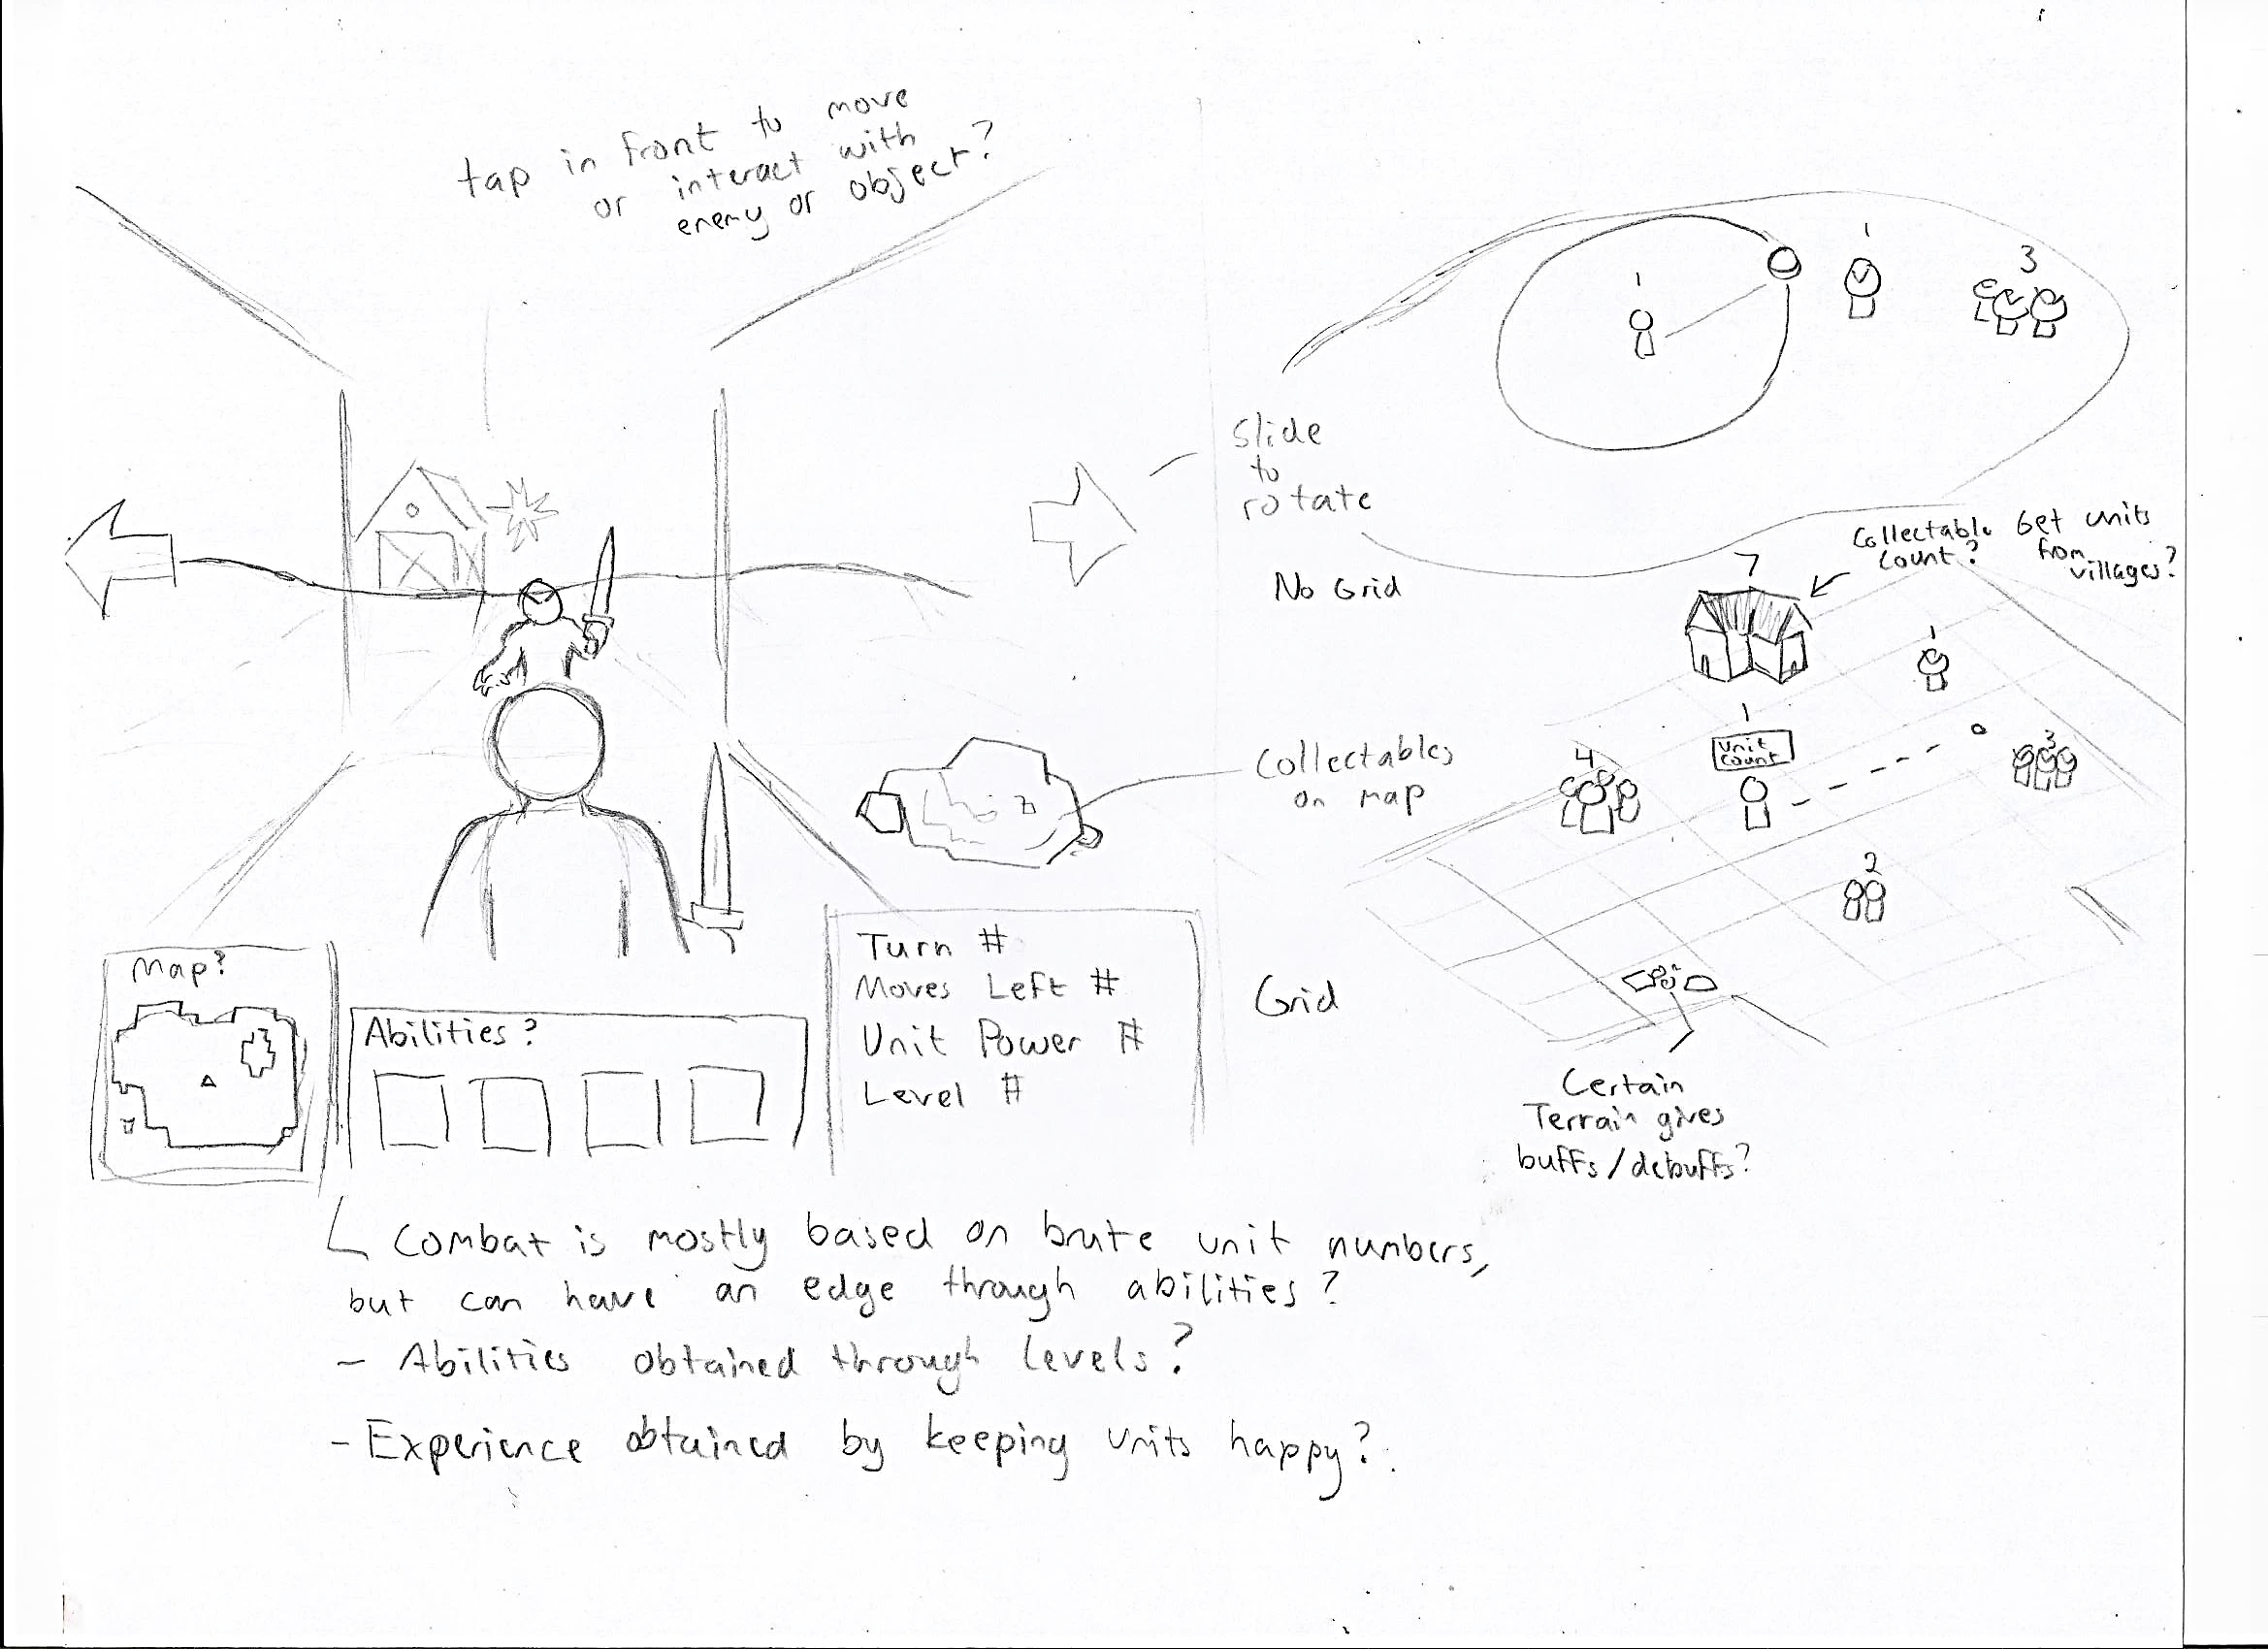 tap in front to move
or interact with
enemy or object?
Slide
to
rotate
No Grid
1
1
3
Collectable
Count?
Get units
from
villages?
7
1
1
Unit
Count
4
3
2
Collectables
on map
Grid
Certain
Terrain gives
buffs/debuffs?
Map?
Abilities?
Turn #
Moves Left #
Unit Power #
Level #
Combat is mostly based on brute unit numbers,
but can have an edge through abilities?
- Abilities obtained through levels?
- Experience obtained by keeping units happy?